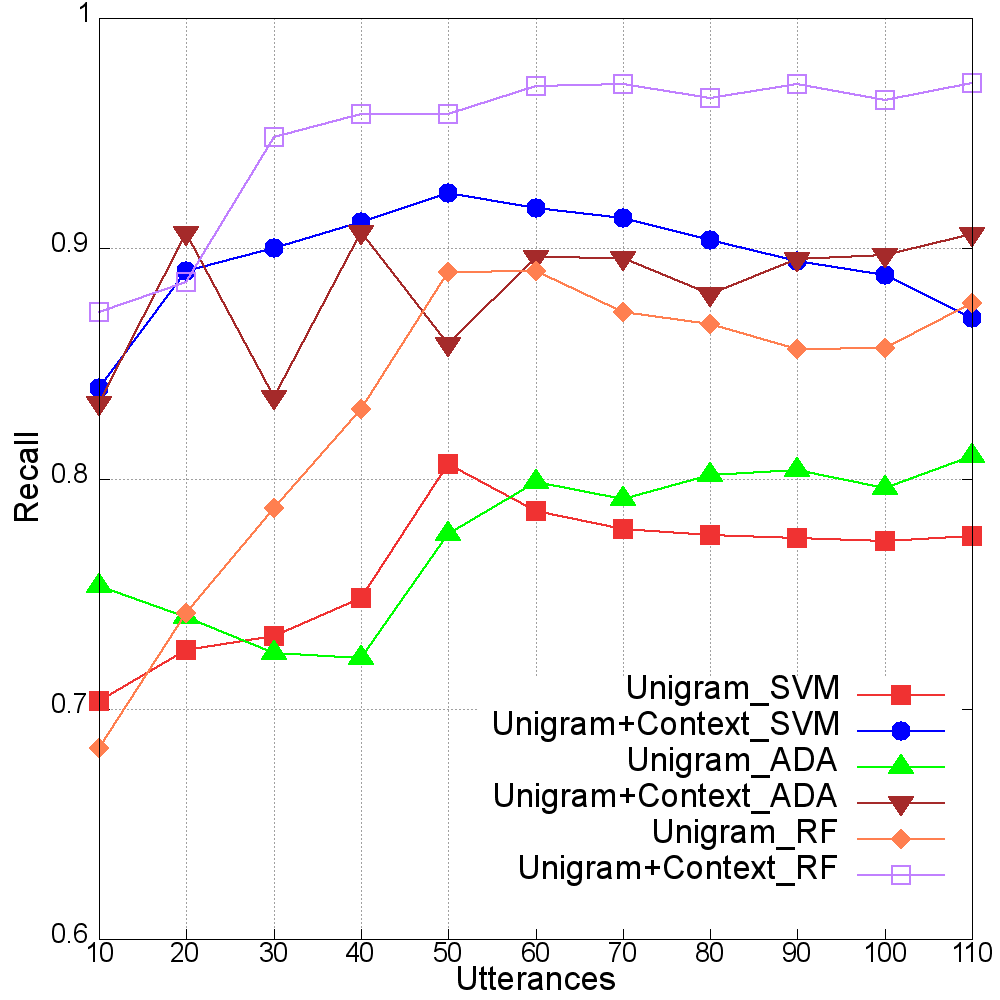 1
0.9
0.8
0.7
0.6
Recall
Unigram_SVM
Unigram+Context_SVM
Unigram_ADA
Unigram+Context_ADA
Unigram_RF
Unigram+Context_RF
10 20 30 40 50 60 70 80 90 100 110
Utterances